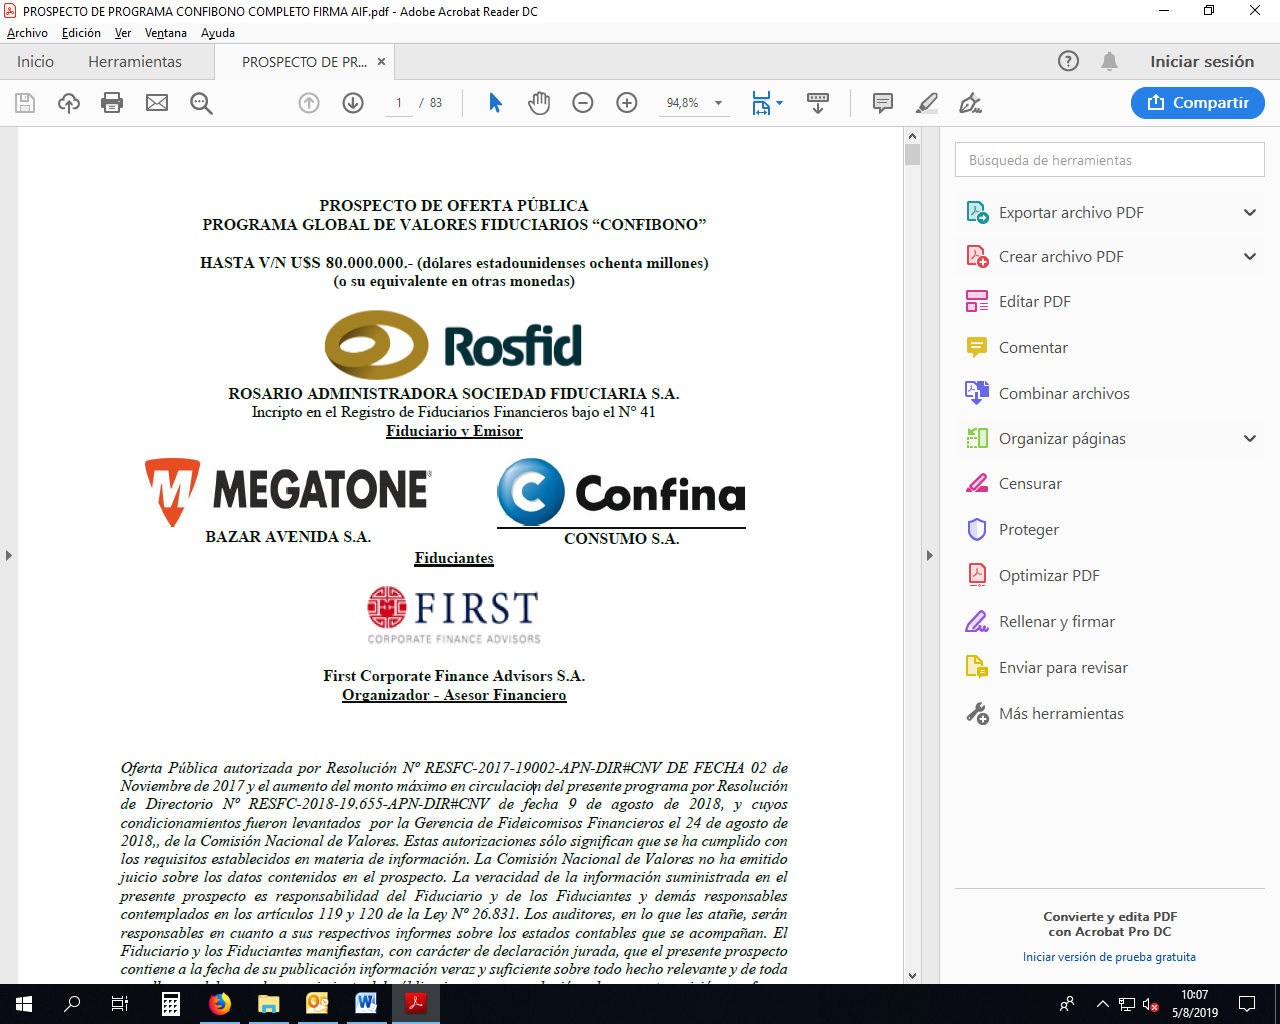 PROSPECTO DE PROGRAMA CONFIBONO COMPLETO FIRMA AIF.pdf - Adobe Acrobat Reader DC
Archivo Edición Ver Ventana Ayuda
Inicio Herramientas PROSPECTO DE PR... × Iniciar sesión
1 / 83 94,8% Compartir
PROSPECTO DE OFERTA PÚBLICA
PROGRAMA GLOBAL DE VALORES FIDUCIARIOS “CONFIBONO”
HASTA V/N U$S 80.000.000.- (dólares estadounidenses ochenta millones)
(o su equivalente en otras monedas)
Rosfid
ROSARIO ADMINISTRADORA SOCIEDAD FIDUCIARIA S.A.
Incripto en el Registro de Fiduciarios Financieros bajo el N° 41
Fiduciario y Emisor
M MEGATONE®
C Confina
BAZAR AVENIDA S.A.
CONSUMO S.A.
Fiduciantes
FIRST
CORPORATE FINANCE ADVISORS
First Corporate Finance Advisors S.A.
Organizador - Asesor Financiero
Oferta Pública autorizada por Resolución Nº RESFC-2017-19002-APN-DIR#CNV DE FECHA 02 de
Noviembre de 2017 y el aumento del monto máximo en circulacion del presente programa por Resolución
de Directorio Nº RESFC-2018-19.655-APN-DIR#CNV de fecha 9 de agosto de 2018, y cuyos
condicionamientos fueron levantados por la Gerencia de Fideicomisos Financieros el 24 de agosto de
2018,, de la Comisión Nacional de Valores. Estas autorizaciones sólo significan que se ha cumplido con
los requisitos establecidos en materia de información. La Comisión Nacional de Valores no ha emitido
juicio sobre los datos contenidos en el prospecto. La veracidad de la información suministrada en el
presente prospecto es responsabilidad del Fiduciario y de los Fiduciantes y demás responsables
contemplados en los artículos 119 y 120 de la Ley Nº 26.831. Los auditores, en lo que les atañe, serán
responsables en cuanto a sus respectivos informes sobre los estados contables que se acompañan. El
Fiduciario y los Fiduciantes manifiestan, con carácter de declaración jurada, que el presente prospecto
contiene a la fecha de su publicación información veraz y suficiente sobre todo hecho relevante y de toda
Búsqueda de herramientas
Exportar archivo PDF
Crear archivo PDF
Editar PDF
Comentar
Combinar archivos
Organizar páginas
Censurar
Proteger
Optimizar PDF
Rellenar y firmar
Enviar para revisar
Más herramientas
Convierte y edita PDF
con Acrobat Pro DC
Iniciar versión de prueba gratuita
10:07
5/8/2019